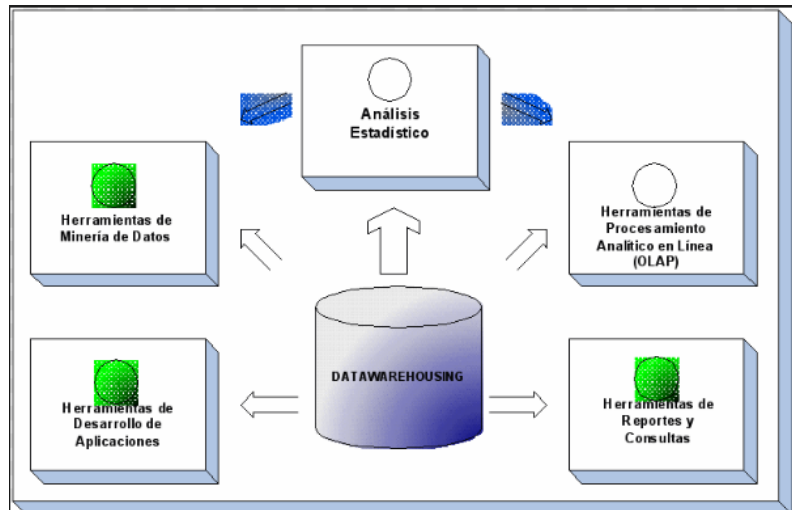 Análisis
Estadístico
Herramientas de
Minería de Datos
Herramientas de
Procesamiento
Analítico en Línea
(OLAP)
DATAWAREHOUSING
Herramientas de
Desarrollo de
Aplicaciones
Herramientas de
Reportes y
Consultas